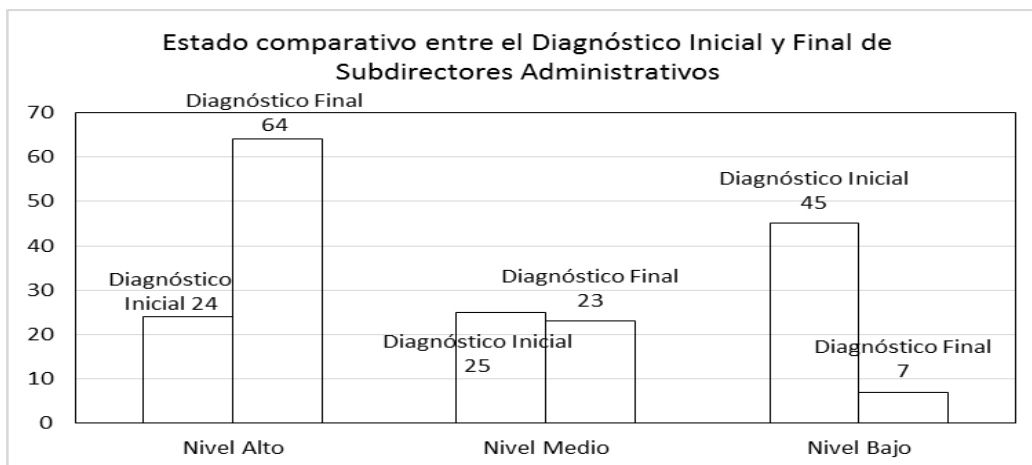 Estado comparativo entre el Diagnóstico Inicial y Final de
Subdirectores Administrativos
Diagnóstico Final
64
70
60
50
40
30
20
10
0
Diagnóstico
Inicial 24
Diagnóstico Inicial
25
Diagnóstico Final
23
Diagnóstico Inicial
45
Diagnóstico Final
7
Nivel Alto
Nivel Medio
Nivel Bajo